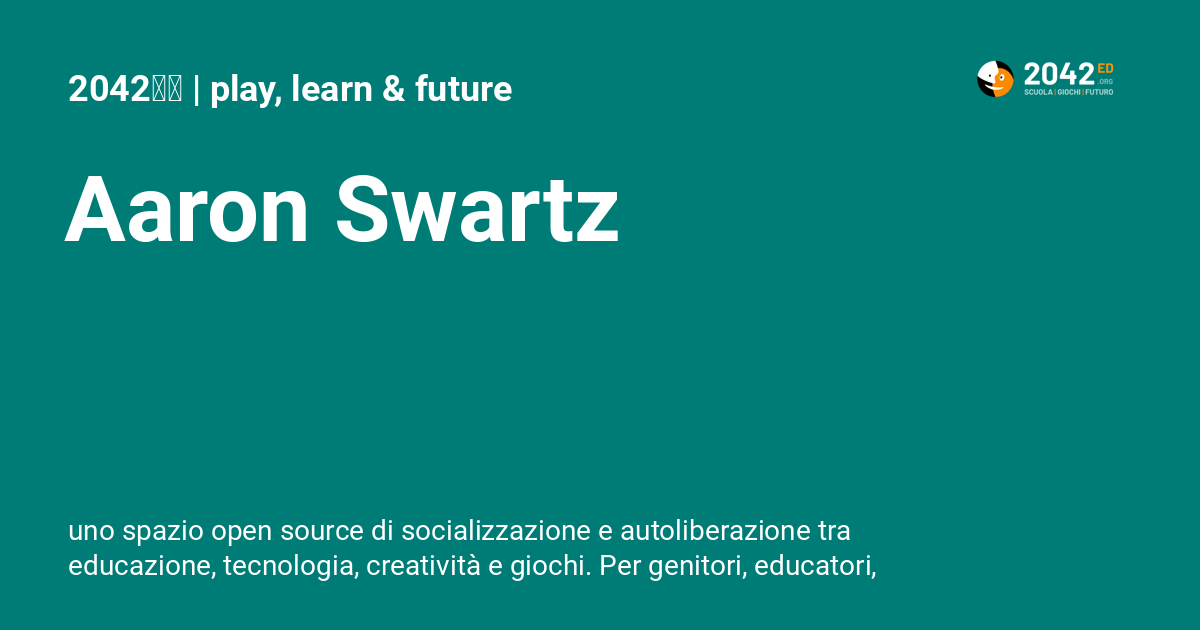 2042 | play, learn & future
2042 ED
.ORG
SCUOLA | GIOCHI | FUTURO
Aaron Swartz
uno spazio open source di socializzazione e autoliberazione tra
educazione, tecnologia, creatività e giochi. Per genitori, educatori,